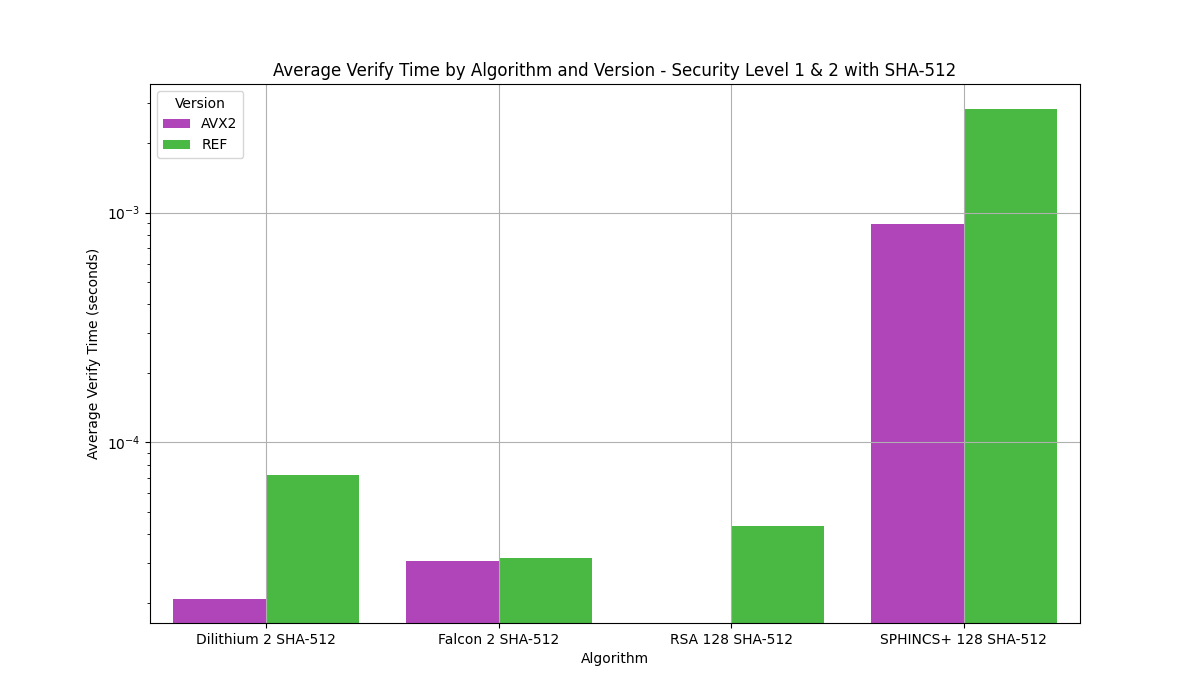 Average Verify Time by Algorithm and Version - Security Level 1 & 2 with SHA-512
Version
AVX2
REF
10⁻³
10⁻⁴
Average Verify Time (seconds)
Dilithium 2 SHA-512
Falcon 2 SHA-512
RSA 128 SHA-512
SPHINCS+ 128 SHA-512
Algorithm